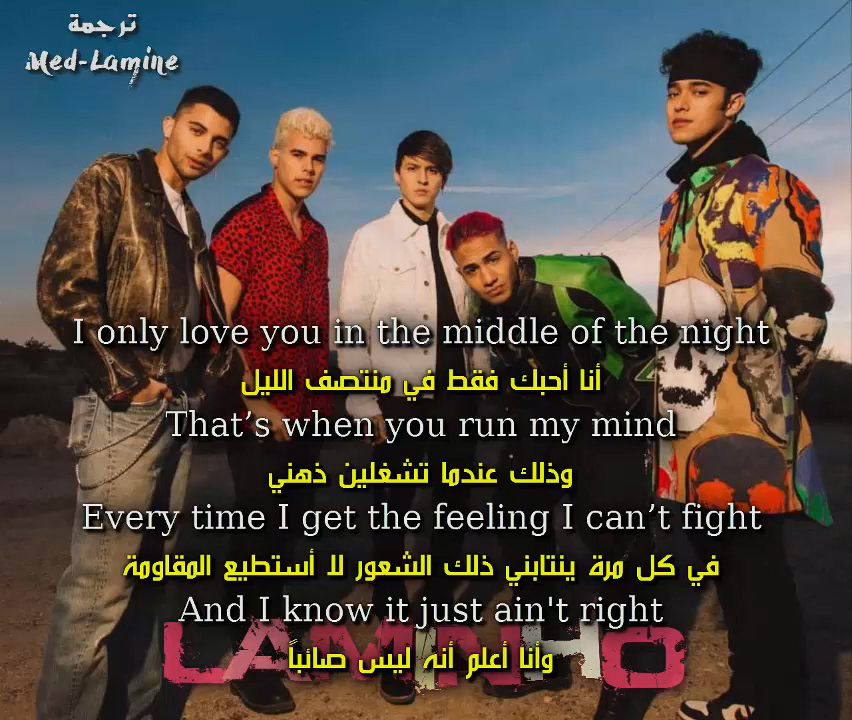 ترجمة
Med-Lamine
I only love you in the middle of the night
أنا أحبك فقط في منتصف الليل
That’s when you run my mind
وذلك عندما تشغلين ذهني
Every time I get the feeling I can’t fight
في كل مرة ينتابني ذلك الشعور لا أستطيع المقاومة
And I know it just ain't right
وأنا أعلم أنه ليس صائباً
LAMINHO